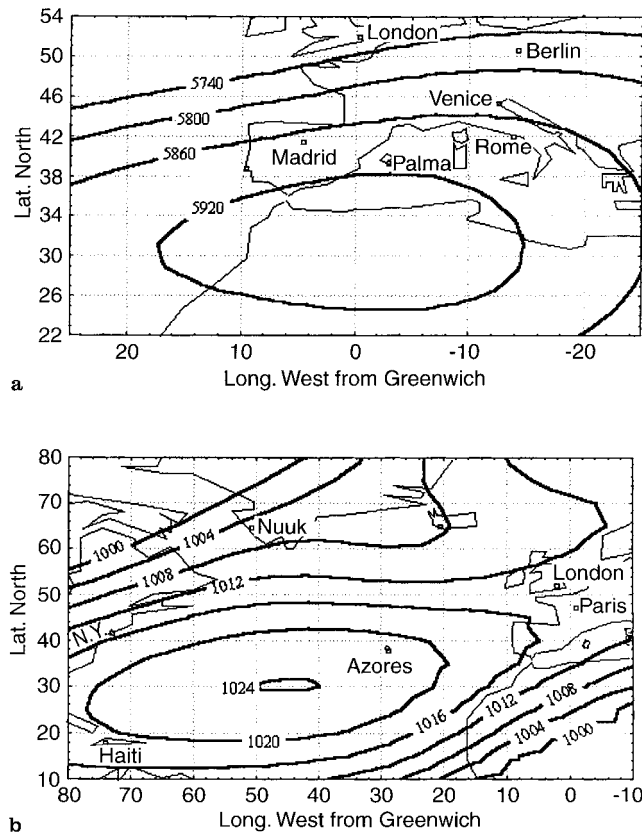 54
50
46
42
38
34
30
26
22
Lat. North
London
Berlin
5740
Venice
5800
5860
Madrid
Palma
Rome
5920
20 10 0 -10 -20
Long. West from Greenwich
a
80
70
60
50
40
30
20
10
Lat. North
1000
1004
Nuuk
1008
1012
London
Paris
N.Y.
Azores
1024
1016
1012
1008
1004
1000
1020
Haiti
80 70 60 50 40 30 20 10 0 -10
Long. West from Greenwich
b